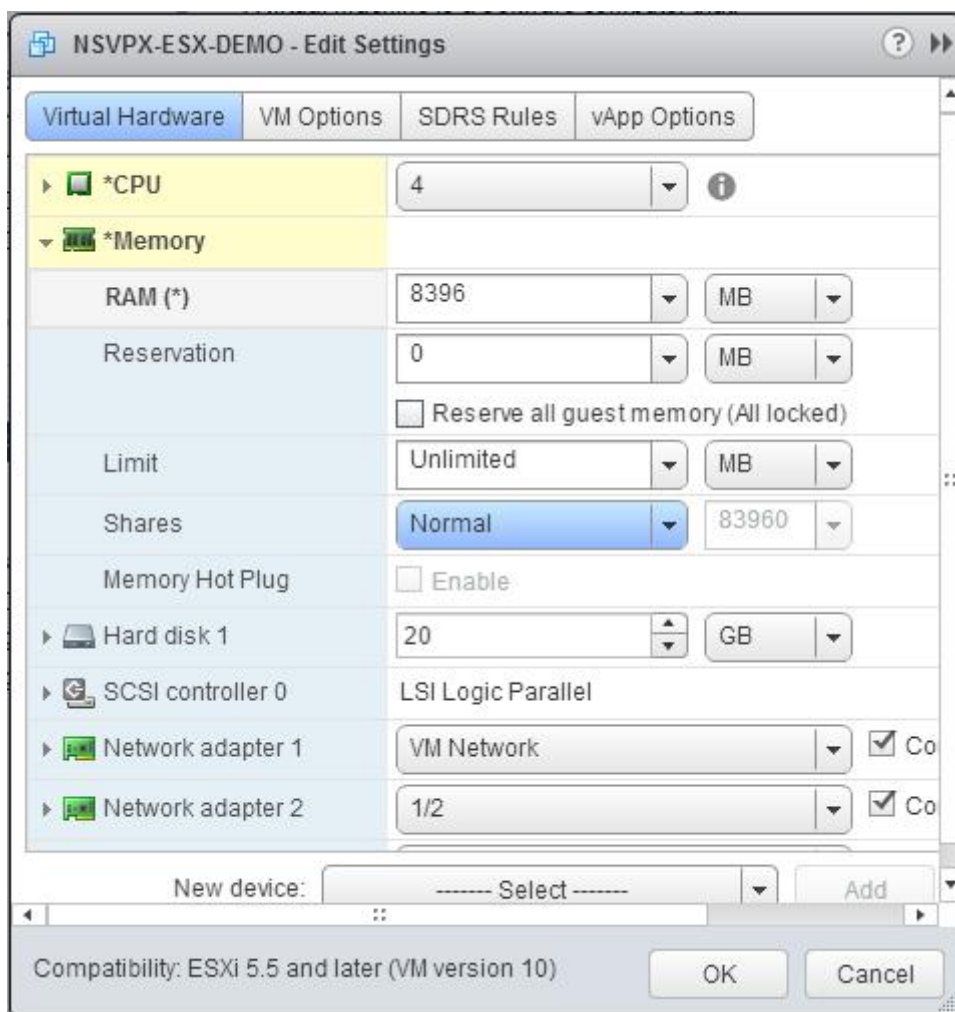 NSVPX-ESX-DEMO - Edit Settings ?
Virtual Hardware VM Options SDRS Rules vApp Options
*CPU 4
*Memory
RAM (*) 8396 MB
Reservation 0 MB
Reserve all guest memory (All locked)
Limit Unlimited MB
Shares Normal 83960
Memory Hot Plug Enable
Hard disk 1 20 GB
SCSI controller 0 LSI Logic Parallel
Network adapter 1 VM Network Co
Network adapter 2 1/2 Co
New device: ------- Select ------- Add
Compatibility: ESXi 5.5 and later (VM version 10) OK Cancel